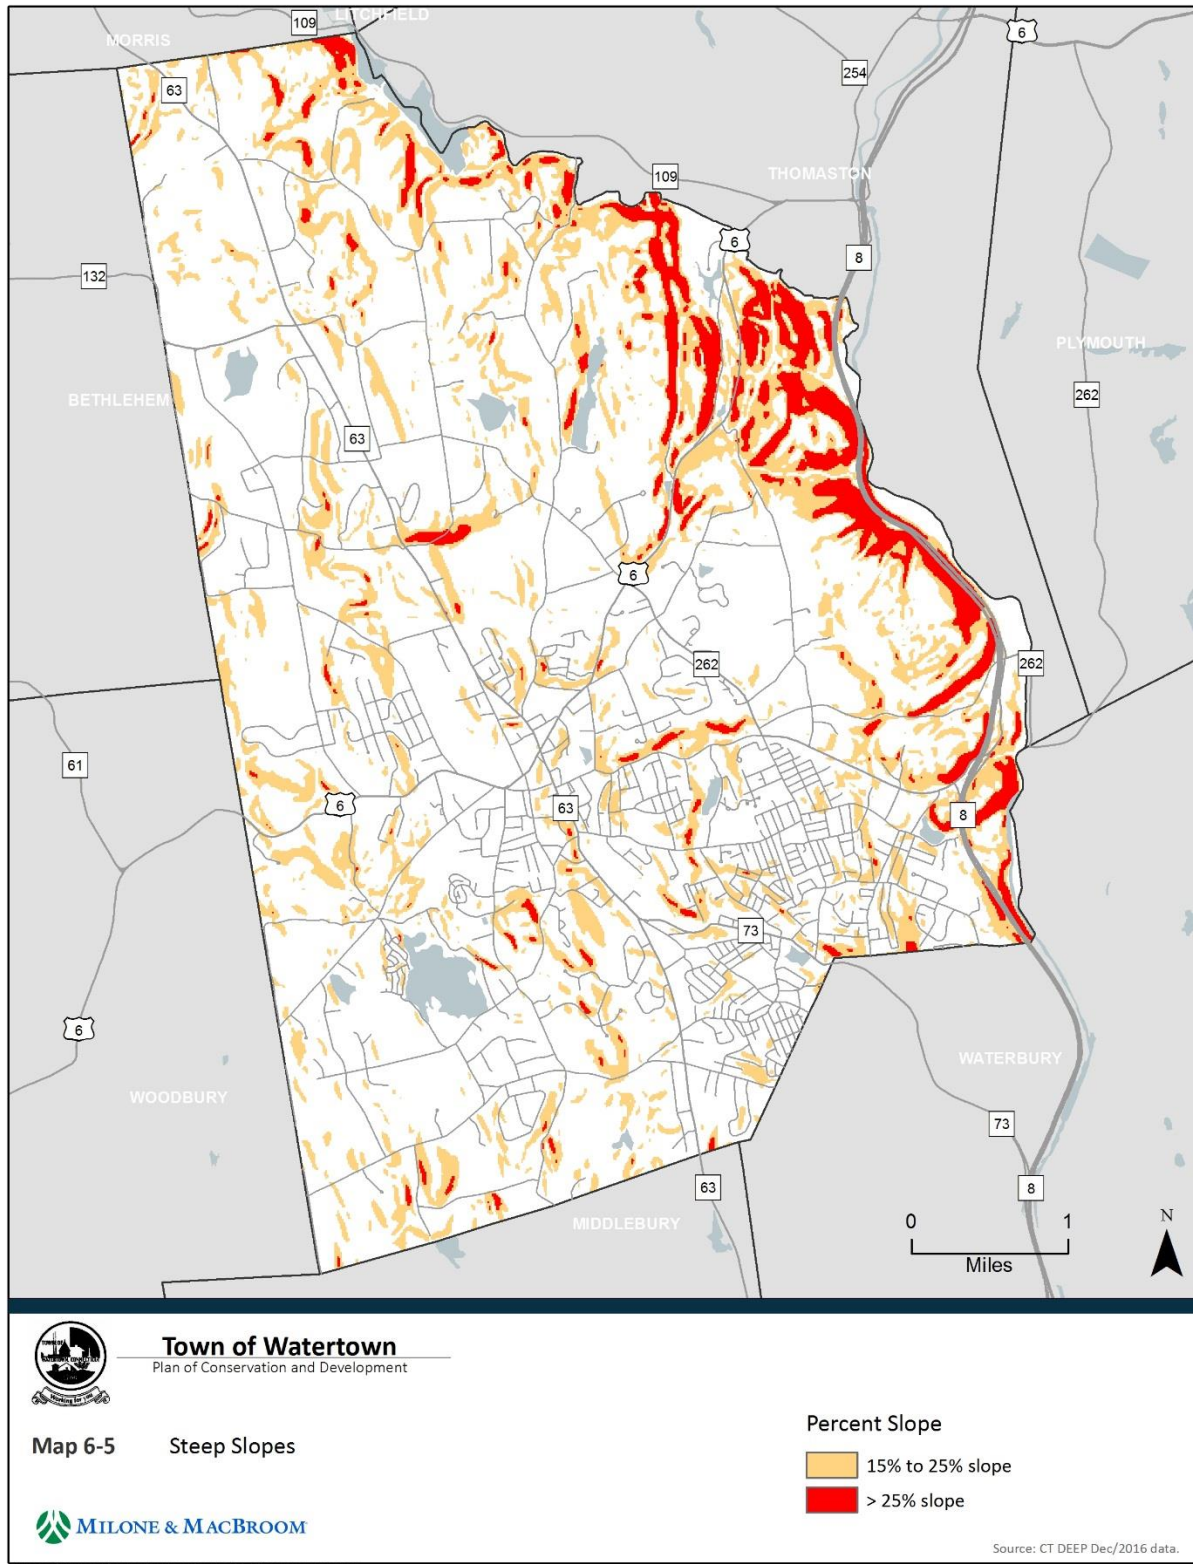 LITCHFIELD
109
6
MORRIS
254
63
THOMASTON
109
6
8
132
PLYMOUTH
262
BETHLEHEM
63
6
262
262
61
6
63
8
73
6
WATERBURY
WOODBURY
73
63
8
MIDDLEBURY
0 1
Miles
N
Town of Watertown
Plan of Conservation and Development
Working for you
Map 6-5 Steep Slopes
Percent Slope
15% to 25% slope
> 25% slope
MILONE & MACBROOM
Source: CT DEEP Dec/2016 data.